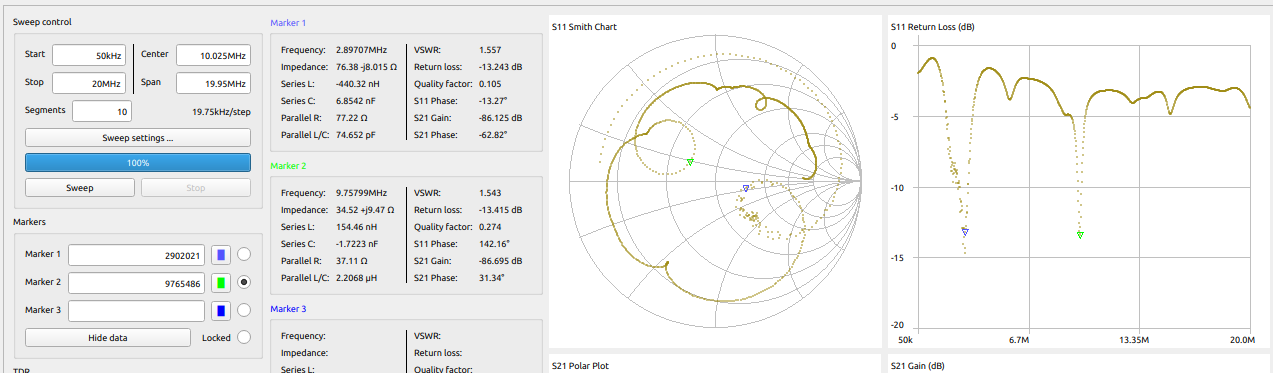 Sweep control
Start 50kHz Center 10.025MHz
Stop 20MHz Span 19.95MHz
Segments 10 19.75kHz/step
Sweep settings ...
100%
Sweep Stop
Markers
Marker 1 2902021
Marker 2 9765486
Marker 3
Hide data Locked
TDR
Marker 1
Frequency: 2.89707MHz VSWR: 1.557
Impedance: 76.38 -j8.015 Ω Return loss: -13.243 dB
Series L: -440.32 nH Quality factor: 0.105
Series C: 6.8542 nF S11 Phase: -13.27°
Parallel R: 77.22 Ω S21 Gain: -86.125 dB
Parallel L/C: 74.652 pF S21 Phase: -62.82°
Marker 2
Frequency: 9.75799MHz VSWR: 1.543
Impedance: 34.52 +j9.47 Ω Return loss: -13.415 dB
Series L: 154.46 nH Quality factor: 0.274
Series C: -1.7223 nF S11 Phase: 142.16°
Parallel R: 37.11 Ω S21 Gain: -86.695 dB
Parallel L/C: 2.2068 μH S21 Phase: 31.34°
Marker 3
Frequency: VSWR:
Impedance: Return loss:
Series L: Quality factor:
S11 Smith Chart
S21 Polar Plot
S11 Return Loss (dB)
0
-5
-10
-15
-20
50k 6.7M 13.35M 20.0M
S21 Gain (dB)